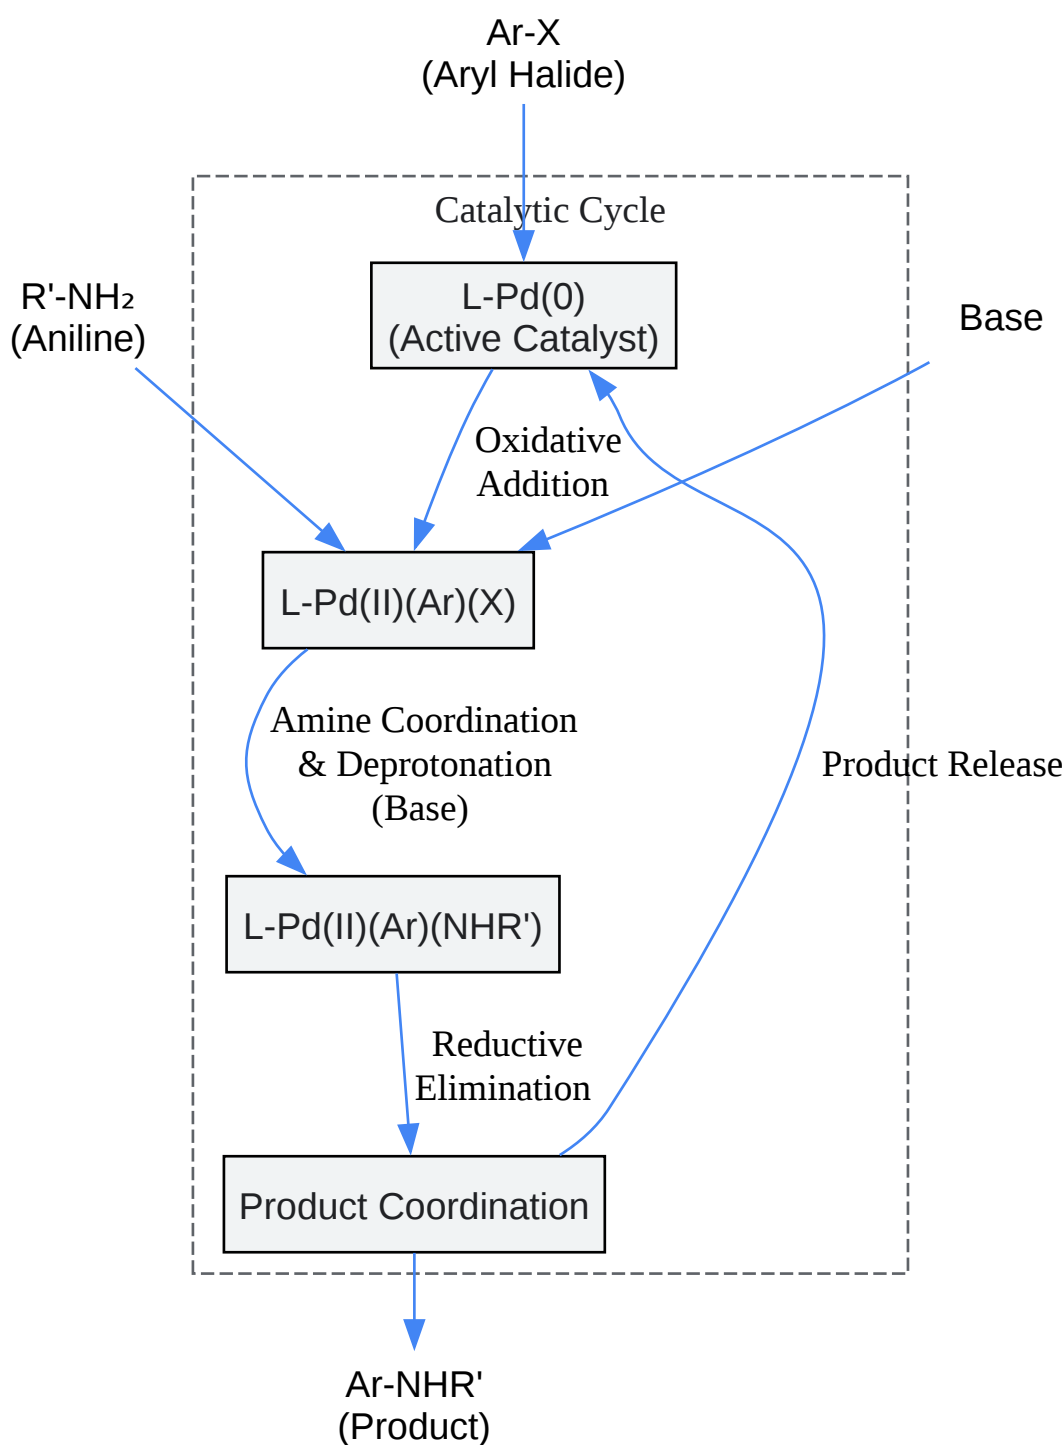 Ar-X
(Aryl Halide)
Catalytic Cycle
L-Pd(0)
(Active Catalyst)
R'-NH₂
(Aniline)
Base
Oxidative
Addition
L-Pd(II)(Ar)(X)
Amine Coordination
& Deprotonation
(Base)
Product Release
L-Pd(II)(Ar)(NHR')
Reductive
Elimination
Product Coordination
Ar-NHR'
(Product)